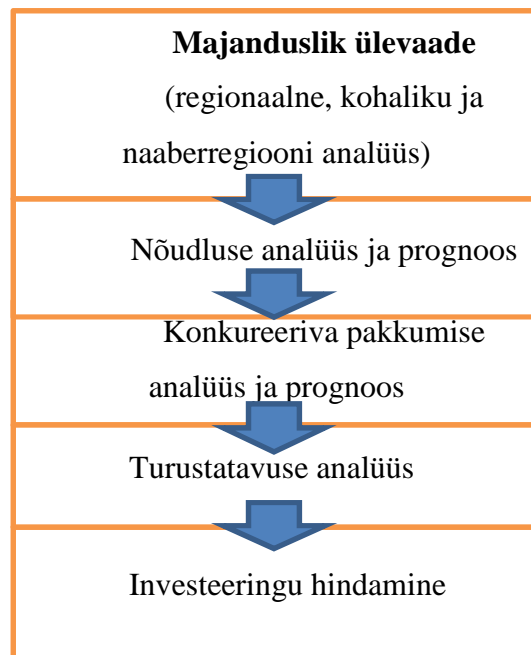 Majanduslik ülevaade
(regionaalne, kohaliku ja
naaberregiooni analüüs)
Nõudluse analüüs ja prognoos
Konkureeriva pakkumise
analüüs ja prognoos
Turustatavuse analüüs
Investeeringu hindamine